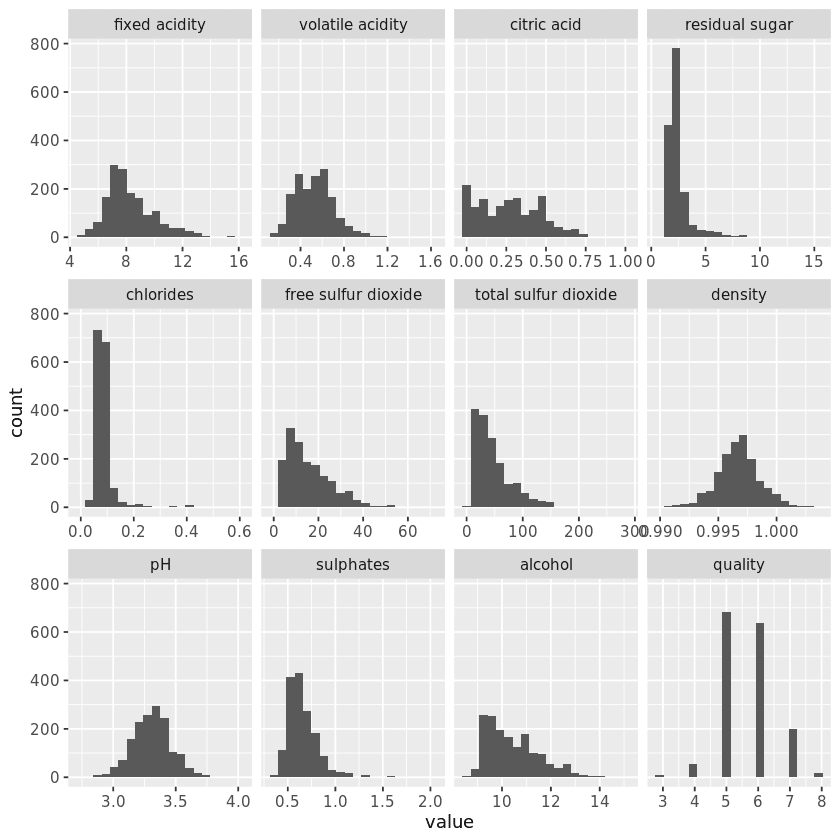 fixed acidity volatile acidity citric acid residual sugar
800
600
400
200
0
4 8 12 16 0.4 0.8 1.2 1.6 0.00 0.25 0.50 0.75 1.00 0 5 10 15
chlorides free sulfur dioxide total sulfur dioxide density
800
600
400
200
0
0.0 0.2 0.4 0.6 0 20 40 60 0 100 200 300 0.990 0.995 1.000
pH sulphates alcohol quality
800
600
400
200
0
3.0 3.5 4.0 0.5 1.0 1.5 2.0 10 12 14 3 4 5 6 7 8
count
value